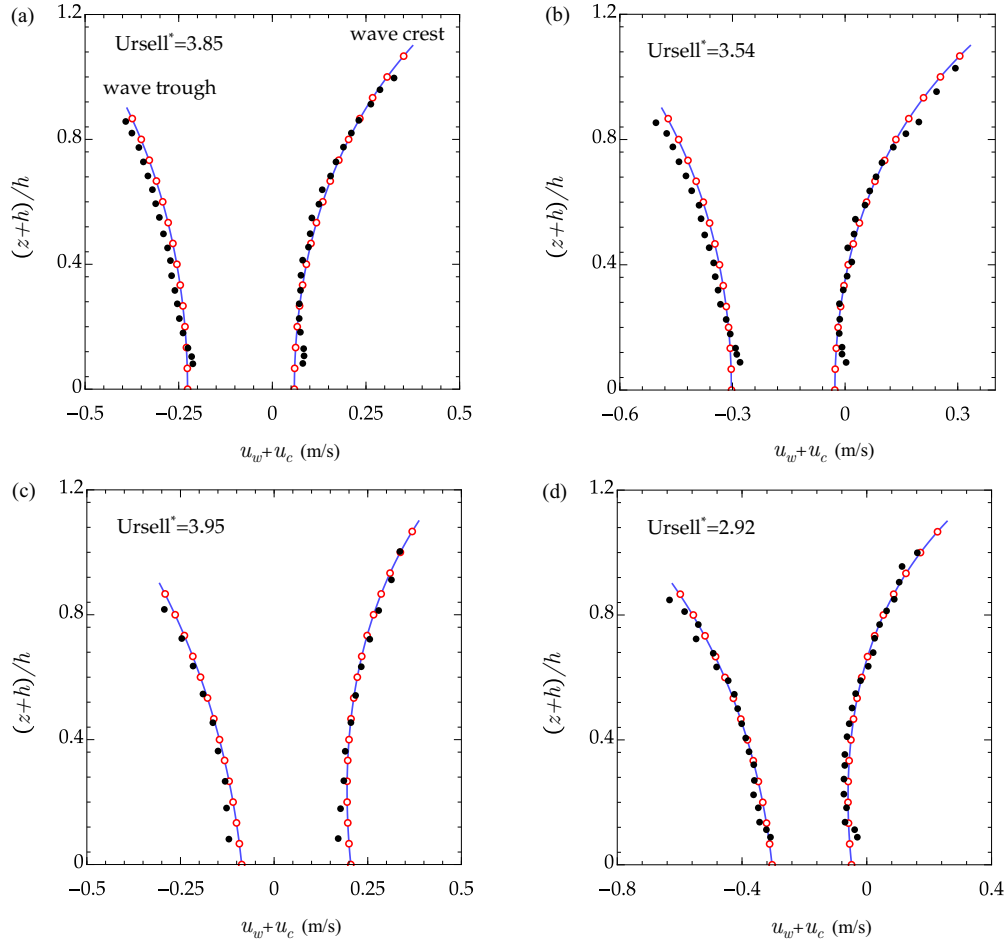 (a)
(b)
1.2
1.2
Ursell*=3.85
wave crest
Ursell*=3.54
wave trough
0.8
0.8
(z+h)/h
(z+h)/h
0.4
0.4
0
0
−0.5
−0.25
0
0.25
0.5
−0.6
−0.3
0
0.3
u_w+u_c (m/s)
u_w+u_c (m/s)
(c)
(d)
1.2
1.2
Ursell*=3.95
Ursell*=2.92
0.8
0.8
(z+h)/h
(z+h)/h
0.4
0.4
0
0
−0.5
−0.25
0
0.25
0.5
−0.8
−0.4
0
0.4
u_w+u_c (m/s)
u_w+u_c (m/s)